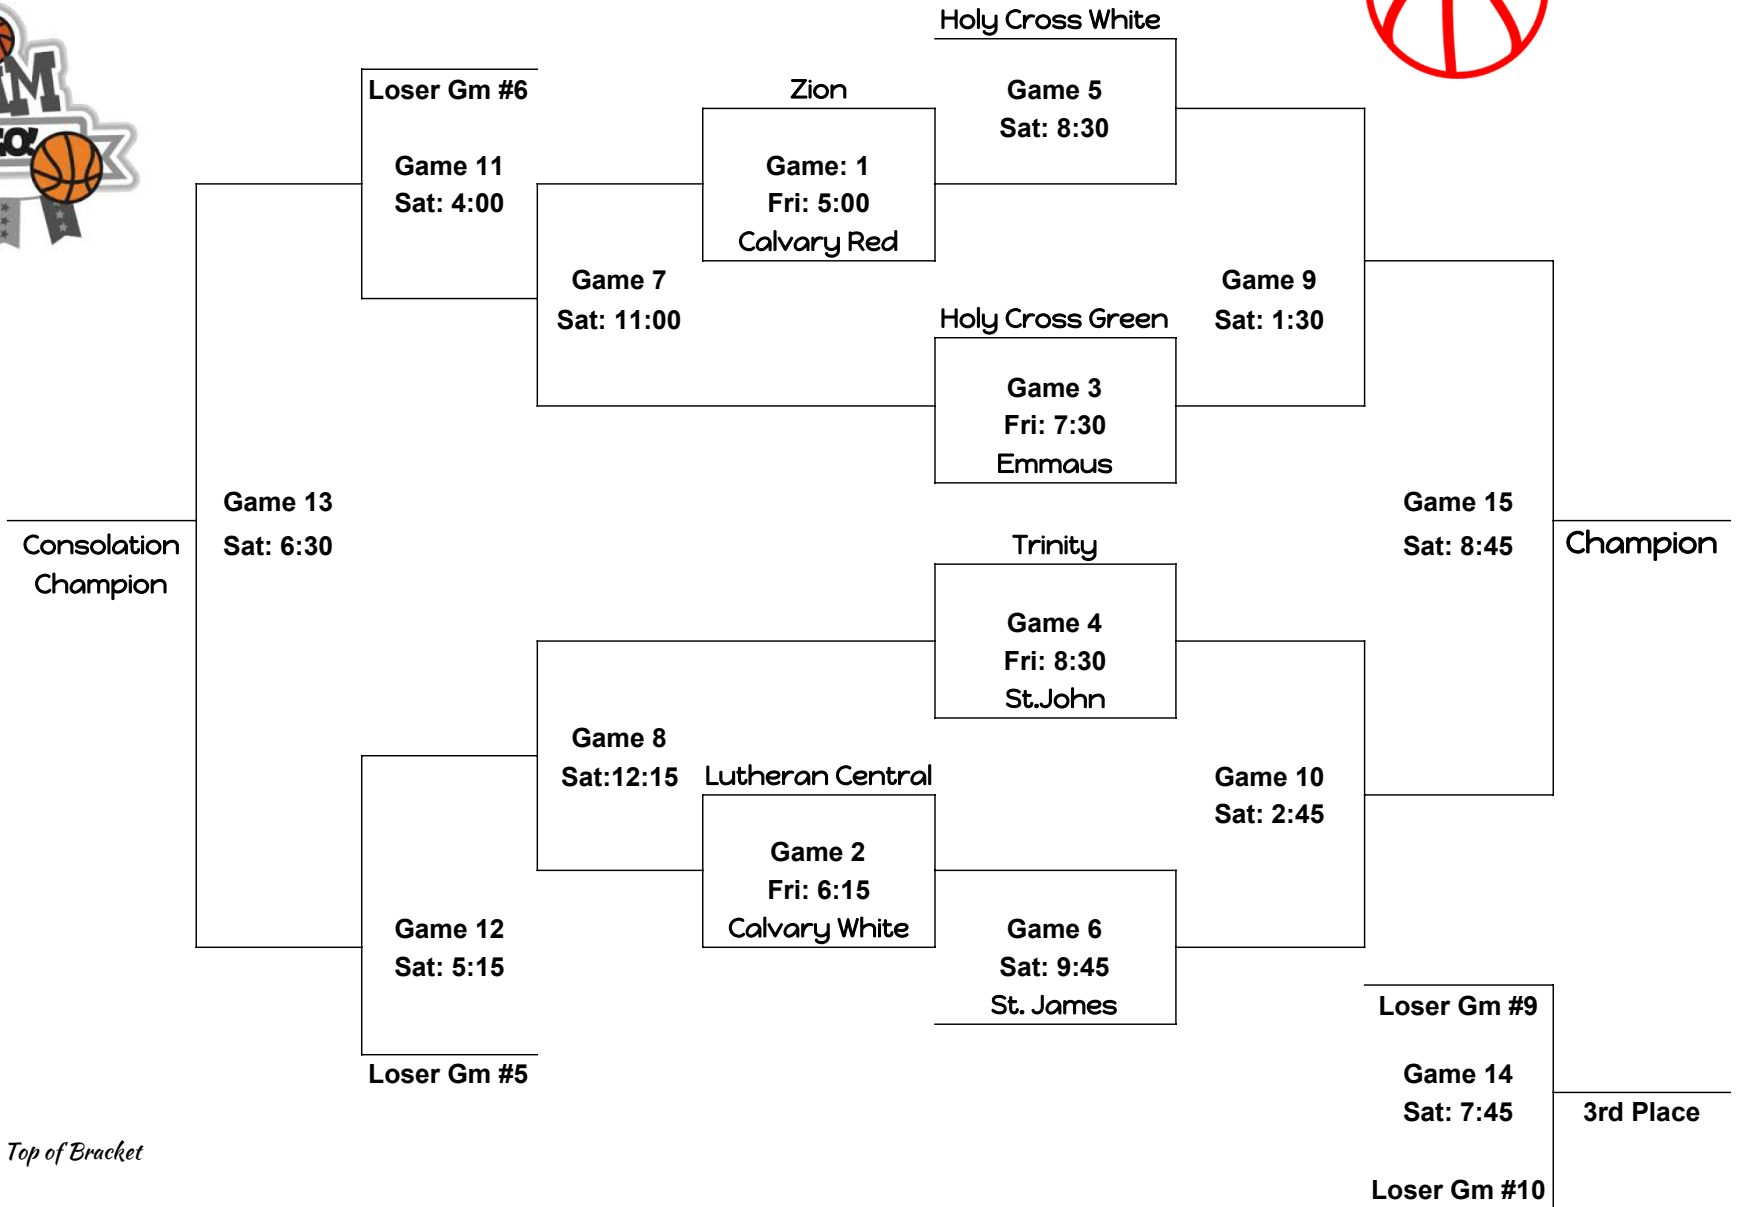 Holy Cross White
Loser Gm #6
Zion
Game 5
Sat: 8:30
Game 11
Sat: 4:00
Game: 1
Fri: 5:00
Calvary Red
Game 7
Sat: 11:00
Game 9
Sat: 1:30
Holy Cross Green
Game 3
Fri: 7:30
Emmaus
Game 13
Sat: 6:30
Game 15
Sat: 8:45
Consolation
Champion
Champion
Trinity
Game 4
Fri: 8:30
St.John
Game 8
Sat:12:15
Lutheran Central
Game 10
Sat: 2:45
Game 2
Fri: 6:15
Calvary White
Game 12
Sat: 5:15
Game 6
Sat: 9:45
St. James
Loser Gm #9
Loser Gm #5
Game 14
Sat: 7:45
3rd Place
Top of Bracket
Loser Gm #10